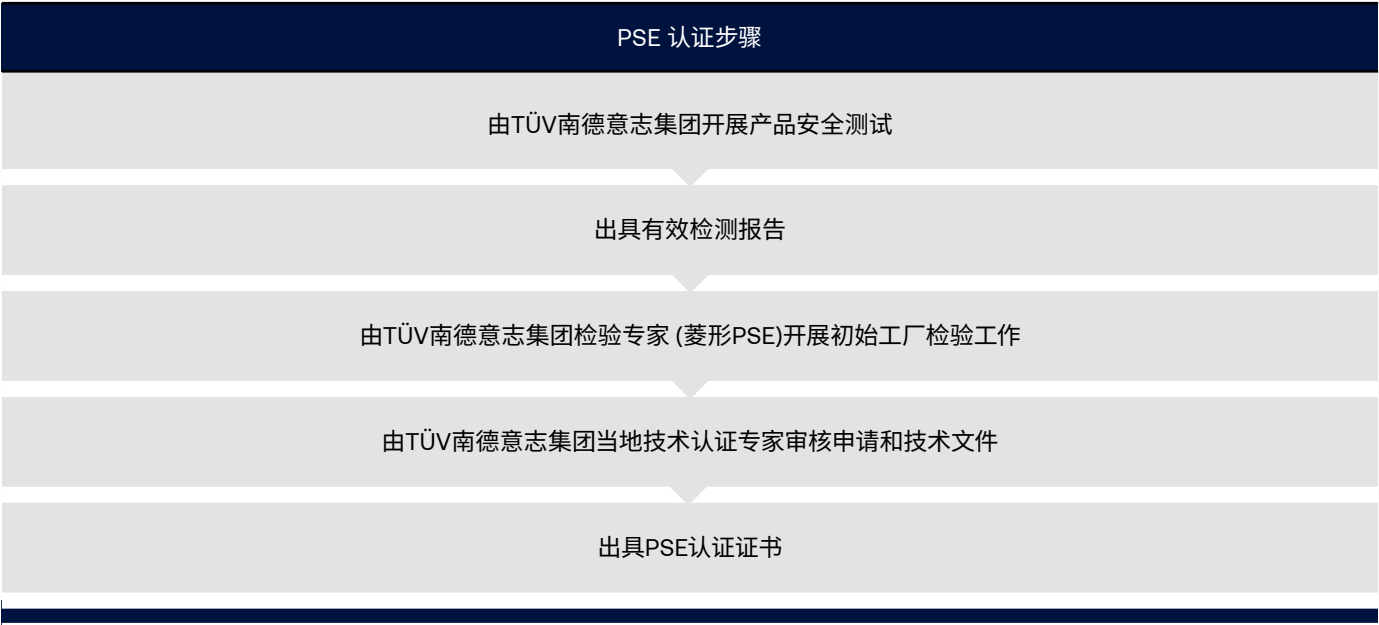 PSE 认证步骤
由TÜV南德意志集团开展产品安全测试
出具有效检测报告
由TÜV南德意志集团检验专家 (菱形PSE)开展初始工厂检验工作
由TÜV南德意志集团当地技术认证专家审核申请和技术文件
出具PSE认证证书